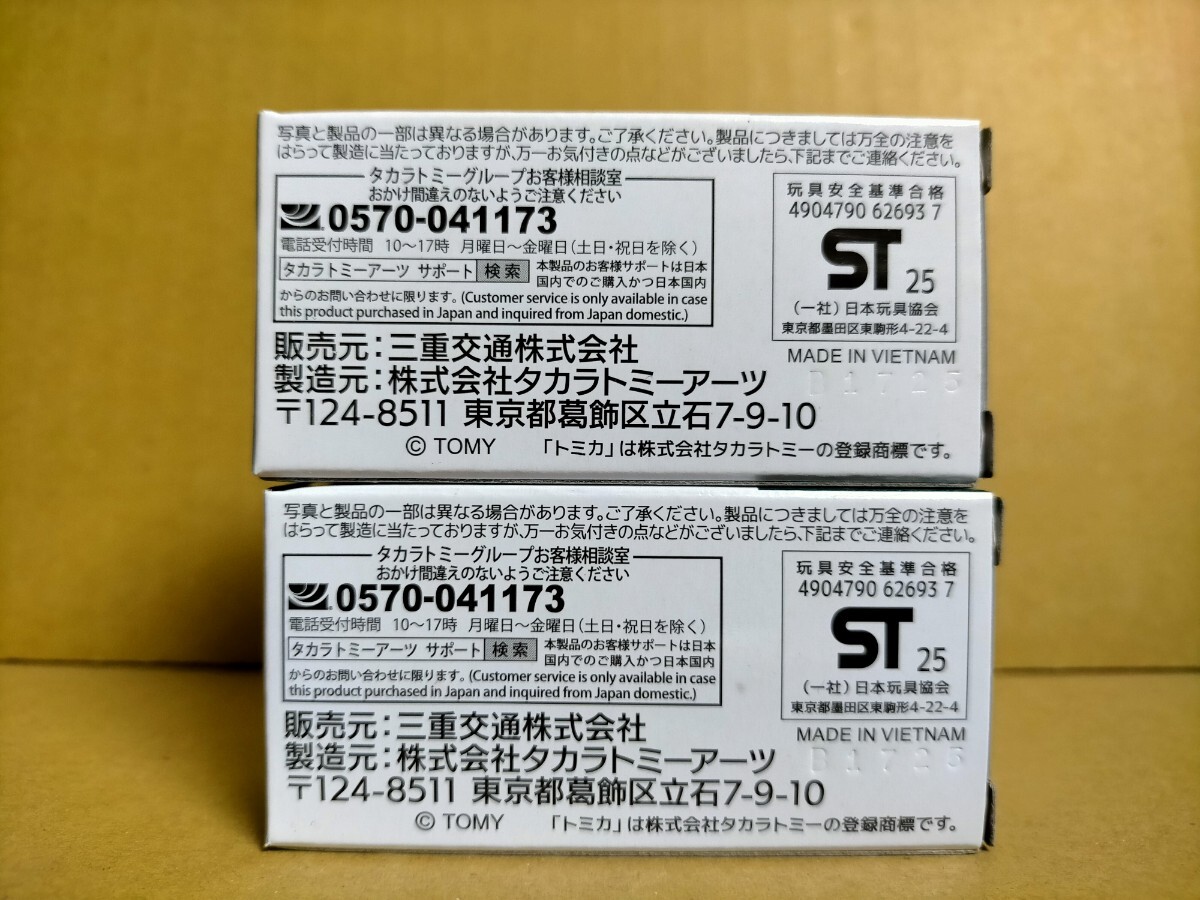 写真と製品の一部は異なる場合があります。ご了承ください。製品につきましては万全の注意を
はらって製造に当たっておりますが、万一お気付きの点などがございましたら、下記までご連絡ください。
タカラトミーグループお客様相談室
おかけ間違えのないようご注意ください
0570-041173
電話受付時間 10～17時 月曜日～金曜日(土日・祝日を除く)
タカラトミーアーツ サポート 検索 本製品のお客様サポートは日本
国内でのご購入かつ日本国内
からのお問い合わせに限ります。(Customer service is only available in case
this product purchased in Japan and inquired from Japan domestic.)
玩具安全基準合格
4904790 62693 7
ST 25
(一社)日本玩具協会
東京都墨田区東駒形4-22-4
MADE IN VIETNAM
B1725
販売元：三重交通株式会社
製造元：株式会社タカラトミーアーツ
〒124-8511 東京都葛飾区立石7-9-10
© TOMY 「トミカ」は株式会社タカラトミーの登録商標です。
写真と製品の一部は異なる場合があります。ご了承ください。製品につきましては万全の注意を
はらって製造に当たっておりますが、万一お気付きの点などがございましたら、下記までご連絡ください。
タカラトミーグループお客様相談室
おかけ間違えのないようご注意ください
0570-041173
電話受付時間 10～17時 月曜日～金曜日(土日・祝日を除く)
タカラトミーアーツ サポート 検索 本製品のお客様サポートは日本
国内でのご購入かつ日本国内
からのお問い合わせに限ります。(Customer service is only available in case
this product purchased in Japan and inquired from Japan domestic.)
玩具安全基準合格
4904790 62693 7
ST 25
(一社)日本玩具協会
東京都墨田区東駒形4-22-4
MADE IN VIETNAM
B1725
販売元：三重交通株式会社
製造元：株式会社タカラトミーアーツ
〒124-8511 東京都葛飾区立石7-9-10
© TOMY 「トミカ」は株式会社タカラトミーの登録商標です。